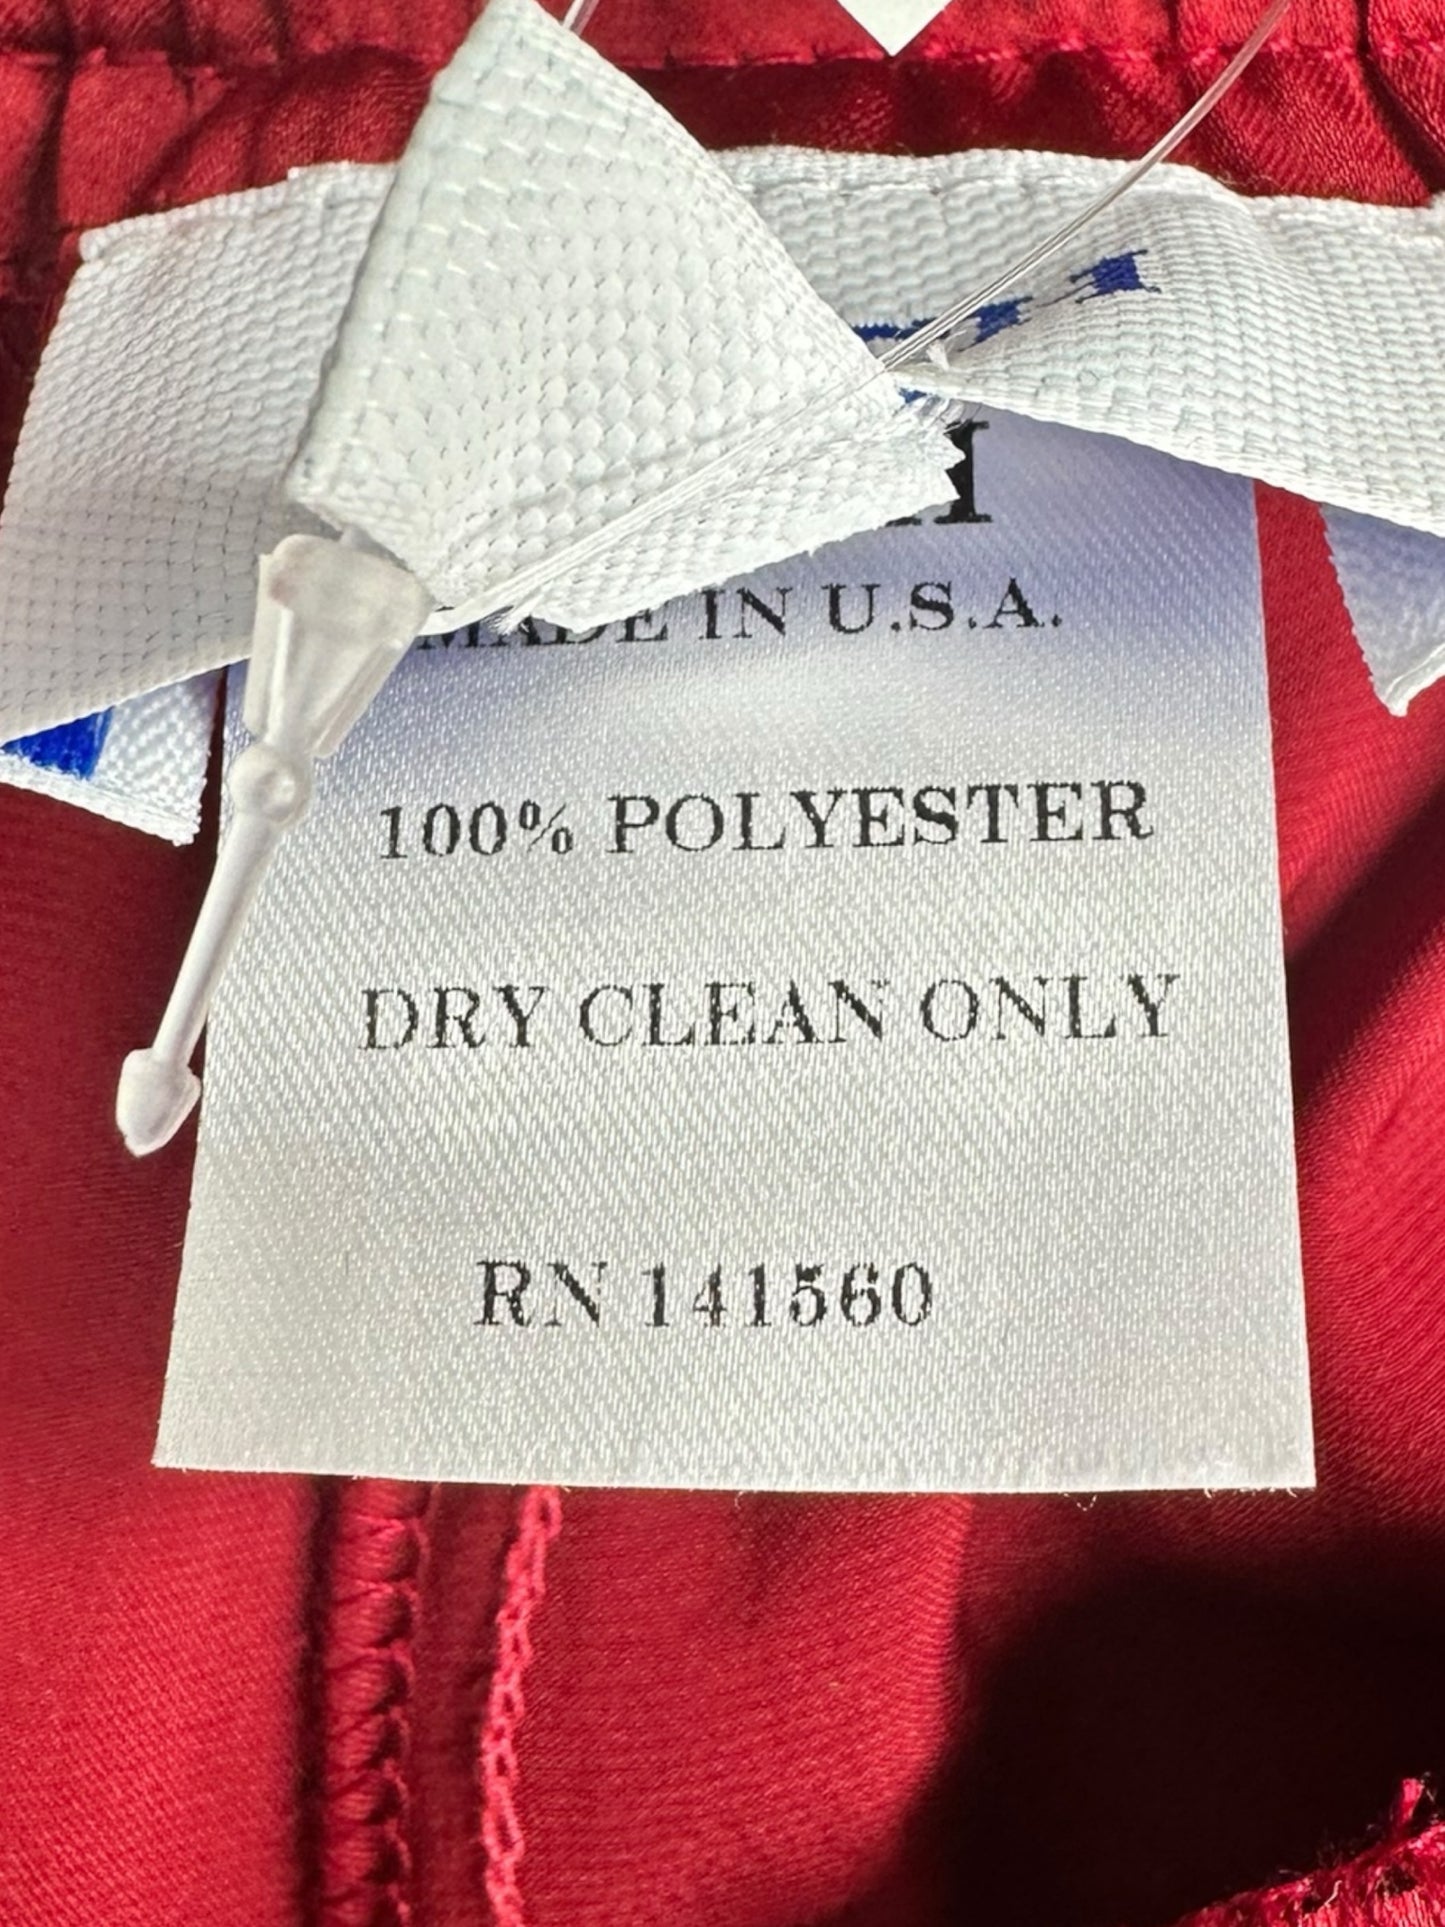 MADE IN U.S.A.
100% POLYESTER
DRY CLEAN ONLY
RN 141560